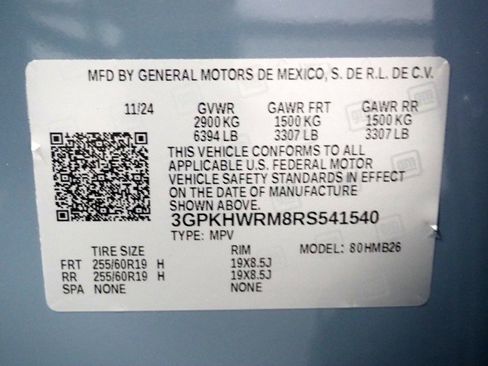 MFD BY GENERAL MOTORS DE MEXICO, S. DE R.L. DE C.V.
11/24 GVWR GAWR FRT GAWR RR
2900 KG 1500 KG 1500 KG
6394 LB 3307 LB 3307 LB
THIS VEHICLE CONFORMS TO ALL
APPLICABLE U.S. FEDERAL MOTOR
VEHICLE SAFETY STANDARDS IN EFFECT
ON THE DATE OF MANUFACTURE
SHOWN ABOVE.
3GPKHWRM8RS541540
TYPE: MPV MODEL: 80HMB26
TIRE SIZE RIM
FRT 255/60R19 H 19X8.5J
RR 255/60R19 H 19X8.5J
SPA NONE NONE